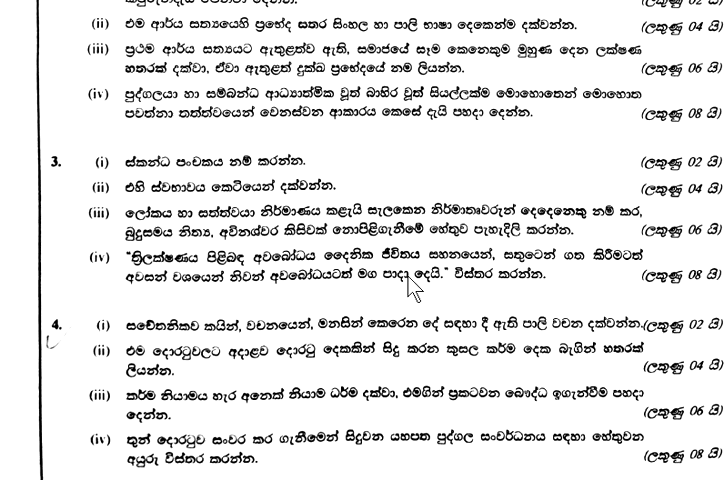 (ii) එම ආර්ය සත්‍යයෙහි ප්‍රභේද සතර සිංහල හා පාලි භාෂා දෙකෙන්ම දක්වන්න. (ලකුණු 04 යි)
(iii) ප්‍රථම ආර්ය සත්‍යයට ඇතුළත්ව ඇති, සමාජයේ සෑම කෙනෙකුම මුහුණ දෙන ලක්ෂණ
හතරක් දක්වා, ඒවා ඇතුළත් දුක්ඛ ප්‍රභේදයේ නම ලියන්න. (ලකුණු 06 යි)
(iv) පුද්ගලයා හා සම්බන්ධ ආධ්‍යාත්මික වූත් බාහිර වූත් සියල්ලක්ම මොහොතෙන් මොහොත
පවත්නා තත්ත්වයෙන් වෙනස්වන ආකාරය කෙසේ දැයි පහදා දෙන්න. (ලකුණු 08 යි)
3. (i) ස්කන්ධ පංචකය නම් කරන්න. (ලකුණු 02 යි)
(ii) එහි ස්වභාවය කෙටියෙන් දක්වන්න. (ලකුණු 04 යි)
(iii) ලෝකය හා සත්ත්වයා නිර්මාණය කළැයි සැලකෙන නිර්මාතෘවරුන් දෙදෙනෙකු නම් කර,
බුදුසමය නිත්‍ය, අවිනශ්වර කිසිවක් නොපිළිගැනීමේ හේතුව පැහැදිලි කරන්න. (ලකුණු 06 යි)
(iv) "ත්‍රිලක්ෂණය පිළිබඳ අවබෝධය දෛනික ජීවිතය සහනයෙන්, සතුටෙන් ගත කිරීමටත්
අවසන් වශයෙන් නිවන් අවබෝධයටත් මග පාදා දෙයි." විස්තර කරන්න. (ලකුණු 08 යි)
4. (i) සචේතනිකව කයින්, වචනයෙන්, මනසින් කෙරෙන දේ සඳහා දී ඇති පාලි වචන දක්වන්න. (ලකුණු 02 යි)
(ii) එම දොරටුවලට අදාළව දොරටු දෙකකින් සිදු කරන කුසල කර්ම දෙක බැගින් හතරක්
ලියන්න. (ලකුණු 04 යි)
(iii) කර්ම නියාමය හැර අනෙක් නියාම ධර්ම දක්වා, එමගින් ප්‍රකටවන බෞද්ධ ඉගැන්වීම පහදා
දෙන්න. (ලකුණු 06 යි)
(iv) තුන් දොරටුව සංවර කර ගැනීමෙන් සිදුවන යහපත පුද්ගල සංවර්ධනය සඳහා හේතුවන
අයුරු විස්තර කරන්න. (ලකුණු 08 යි)